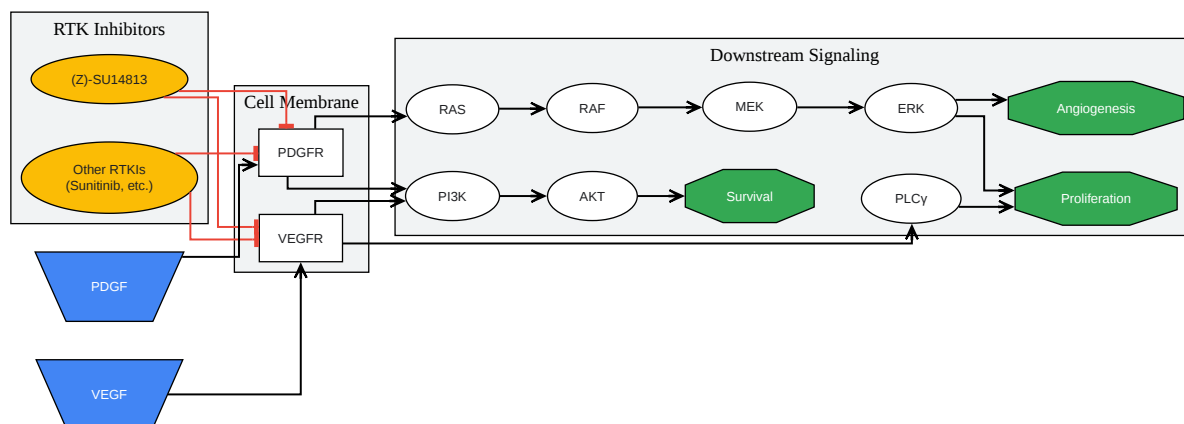 RTK Inhibitors
(Z)-SU14813
Other RTKIs
(Sunitinib, etc.)
PDGF
VEGF
Cell Membrane
PDGFR
VEGFR
Downstream Signaling
RAS
RAF
MEK
ERK
Angiogenesis
PI3K
AKT
Survival
PLCγ
Proliferation